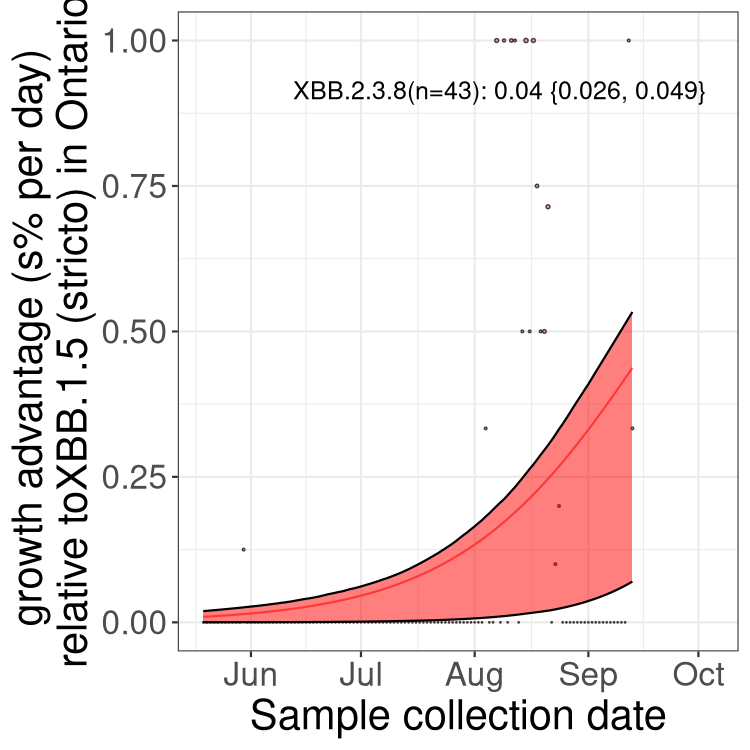 growth advantage (s% per day)
relative toXBB.1.5 (stricto) in Ontario
1.00
0.75
0.50
0.25
0.00
XBB.2.3.8(n=43): 0.04 {0.026, 0.049}
Jun Jul Aug Sep Oct
Sample collection date